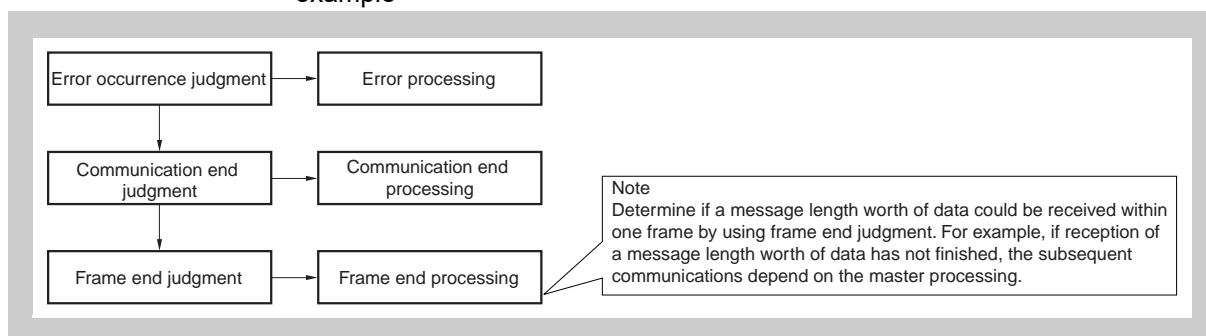 example
Error occurrence judgment
Error processing
Communication end
judgment
Communication end
processing
Note
Determine if a message length worth of data could be received within
one frame by using frame end judgment. For example, if reception of
a message length worth of data has not finished, the subsequent
communications depend on the master processing.
Frame end judgment
Frame end processing